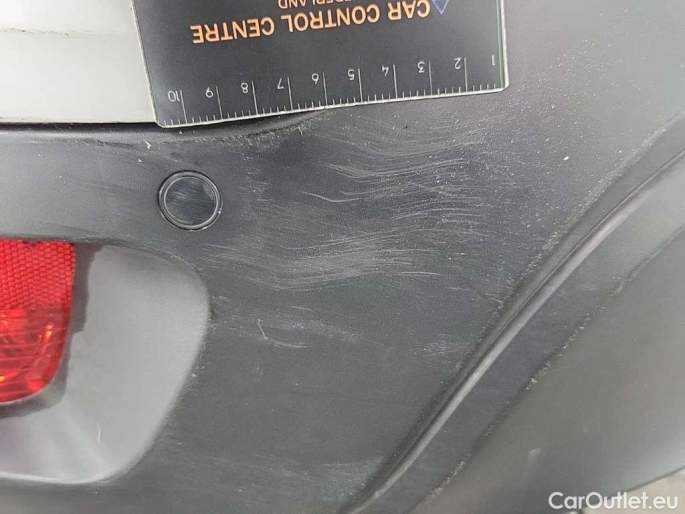 CAR CONTROL CENTRE
1 2 3 4 5 6 7 8 9 10
CarOutlet.eu